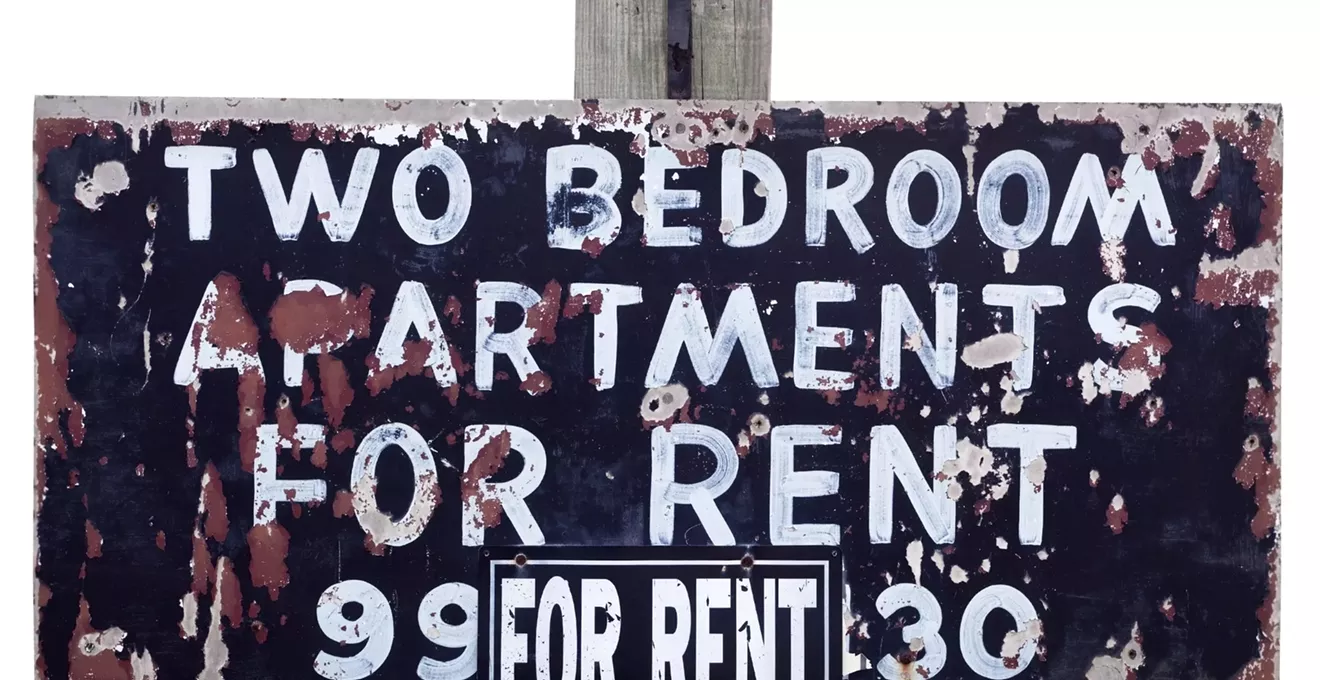 TWO BEDROOM
APARTMENTS
FOR RENT
99 30
FOR RENT